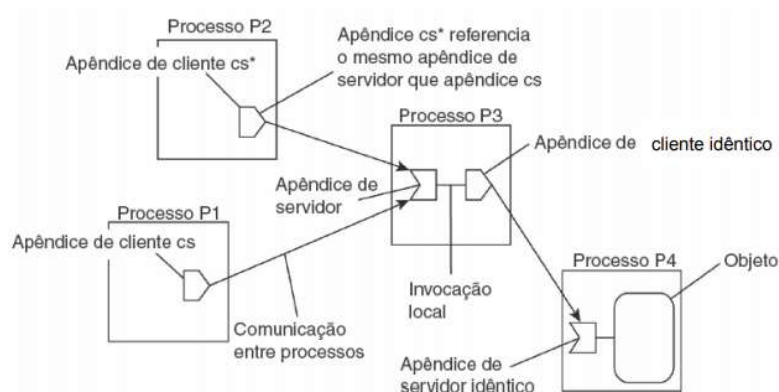 Processo P2
Apêndice de cliente cs*
Apêndice cs* referencia
o mesmo apêndice de
servidor que apêndice cs
Processo P3
Apêndice de cliente idêntico
Apêndice de
servidor
Processo P1
Apêndice de cliente cs
Comunicação
entre processos
Invocação
local
Processo P4
Objeto
Apêndice de
servidor idêntico